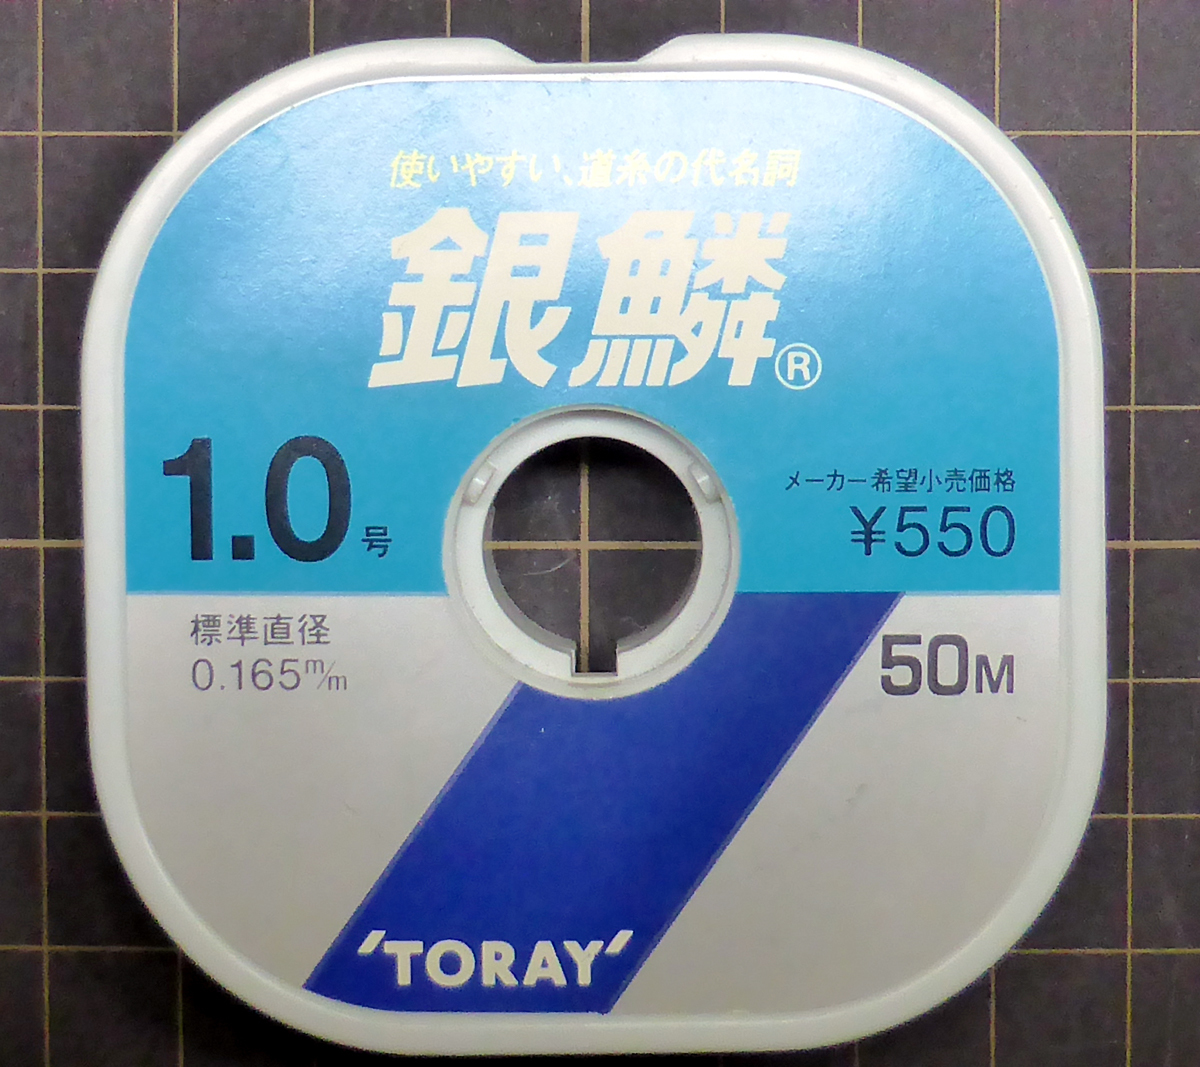 使いやすい、道糸の代名詞
銀鱗®
1.0号
メーカー希望小売価格
¥550
標準直径
0.165m/m
50M
'TORAY'